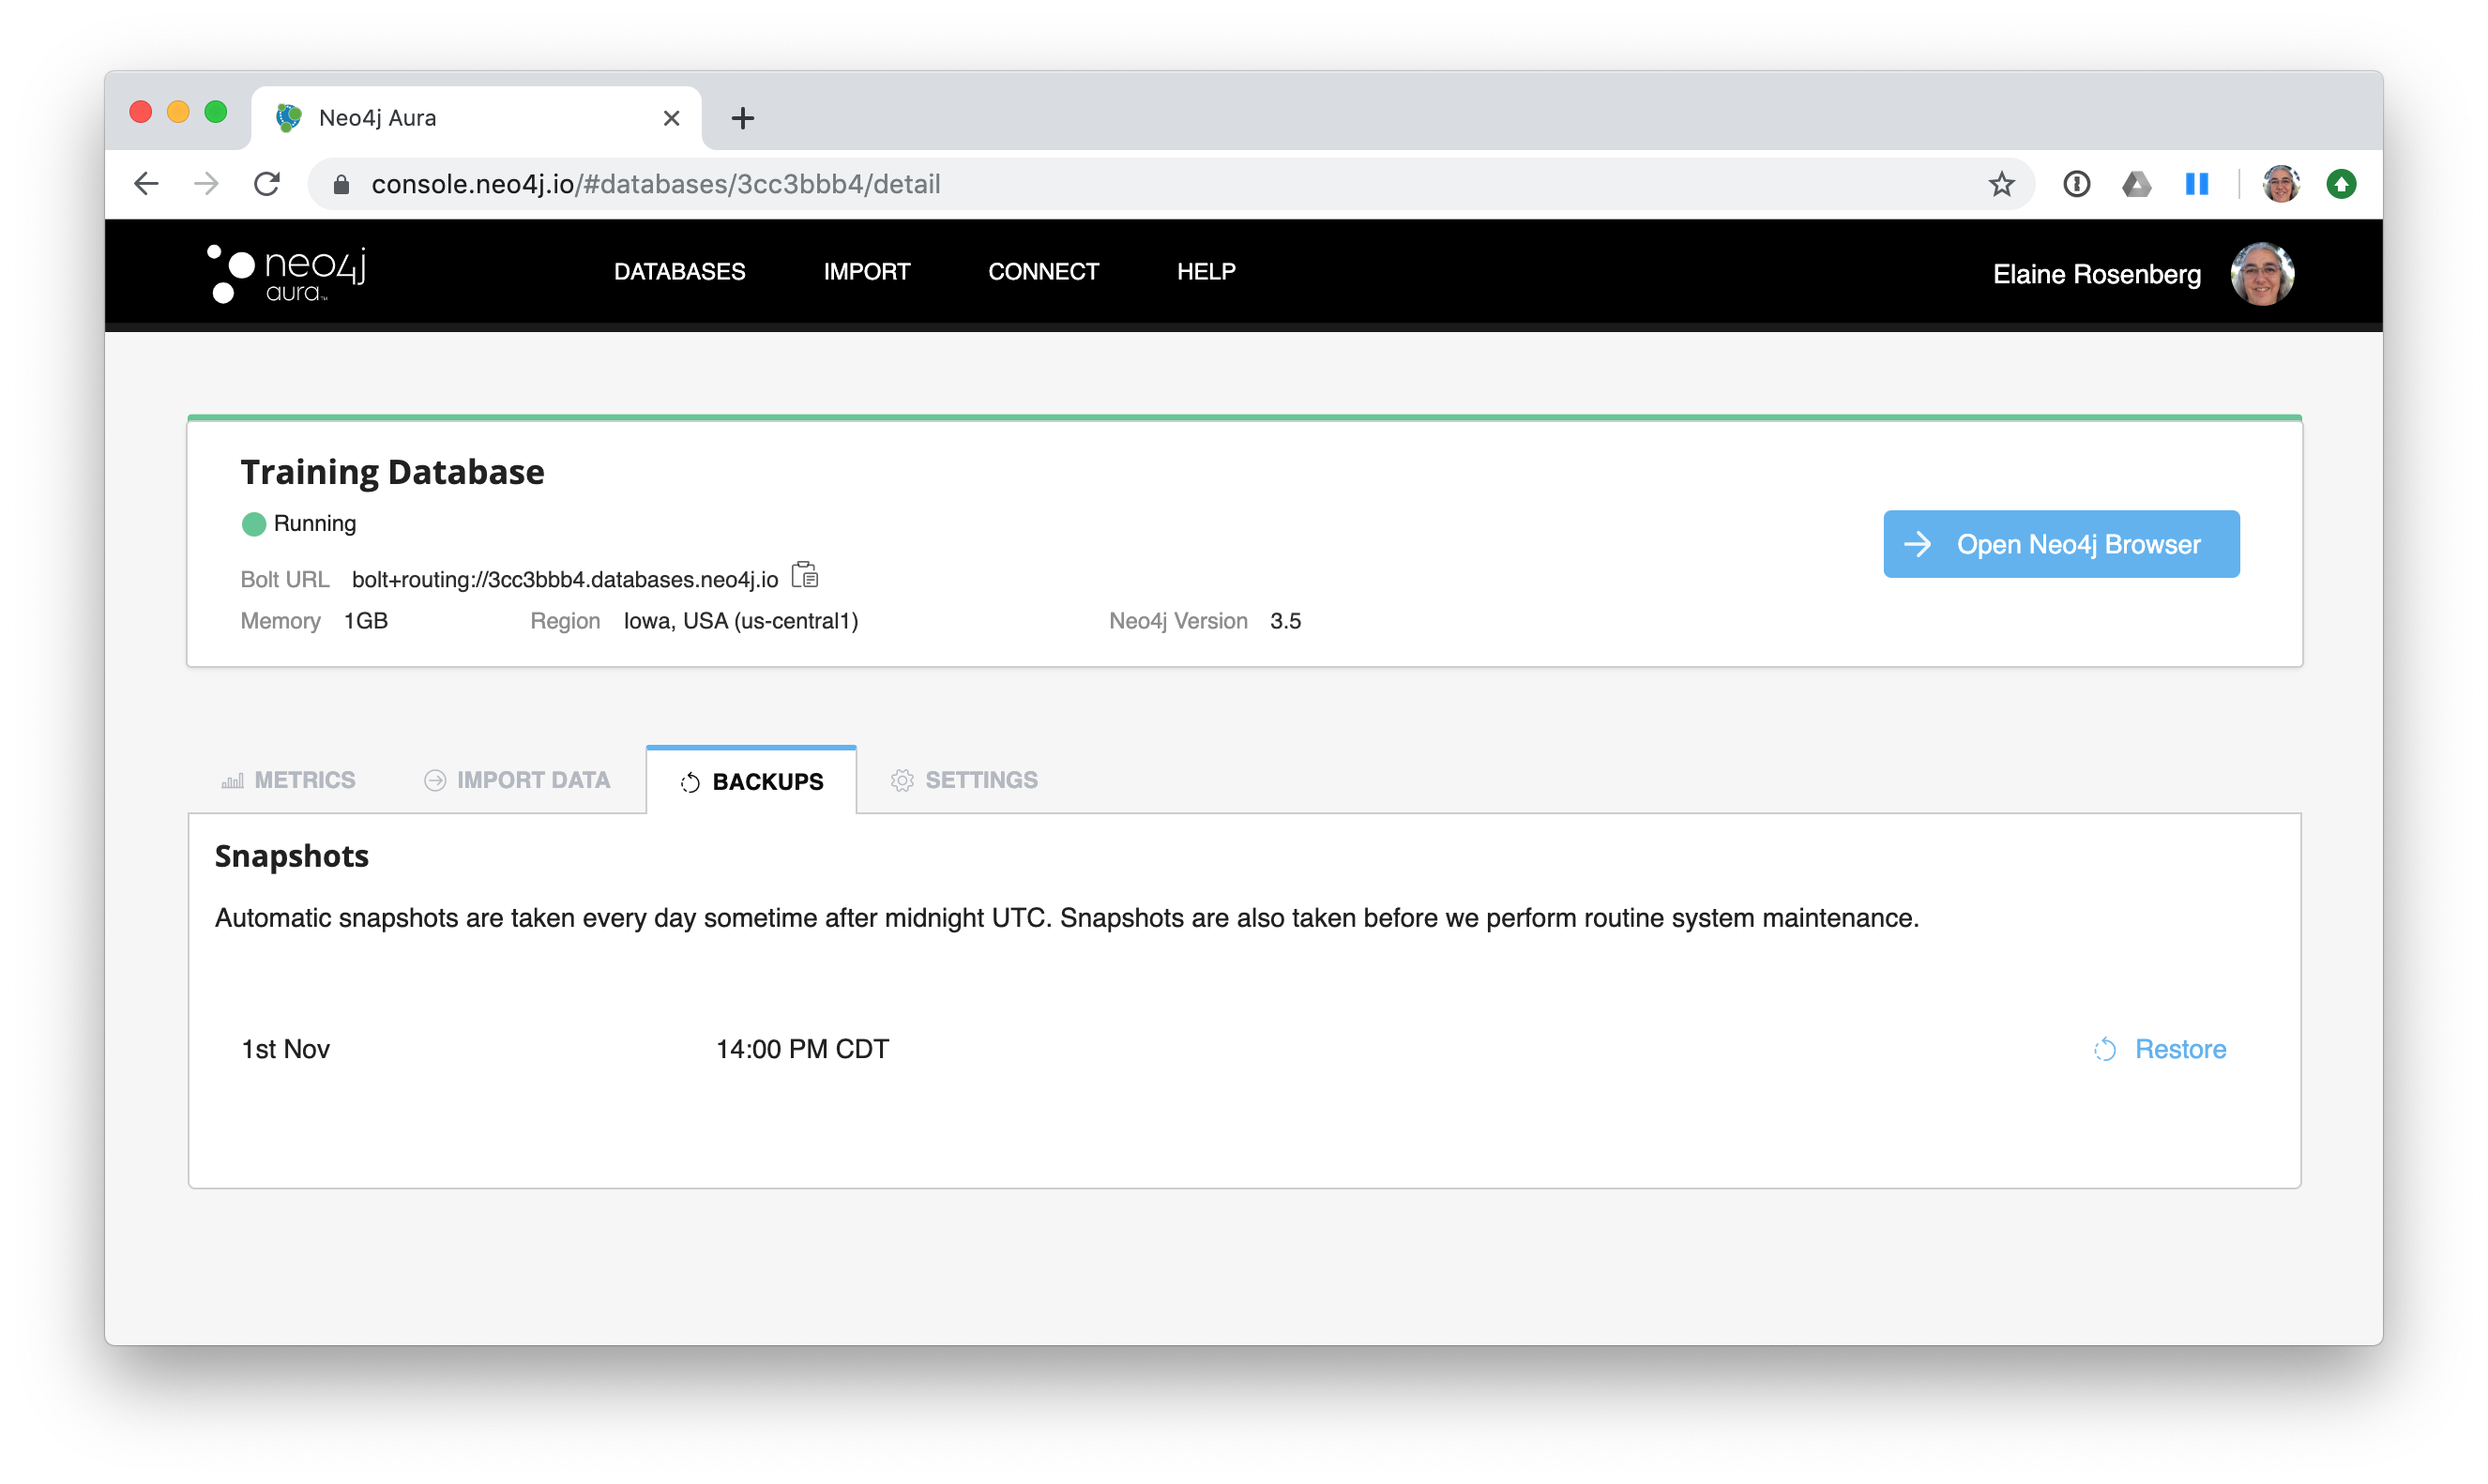 Neo4j Aura
console.neo4j.io/#databases/3cc3bbb4/detail
neo4j aura™ DATABASES IMPORT CONNECT HELP Elaine Rosenberg
Training Database
Running
Open Neo4j Browser
Bolt URL bolt+routing://3cc3bbb4.databases.neo4j.io
Memory 1GB Region Iowa, USA (us-central1) Neo4j Version 3.5
METRICS IMPORT DATA BACKUPS SETTINGS
Snapshots
Automatic snapshots are taken every day sometime after midnight UTC. Snapshots are also taken before we perform routine system maintenance.
1st Nov 14:00 PM CDT Restore